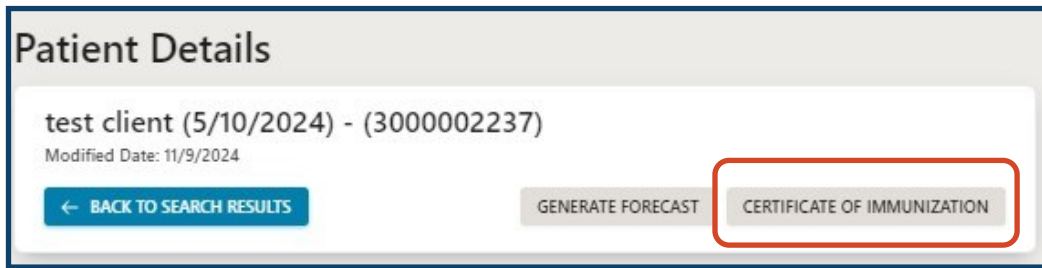 Patient Details
test client (5/10/2024) - (3000002237)
Modified Date: 11/9/2024
← BACK TO SEARCH RESULTS
GENERATE FORECAST
CERTIFICATE OF IMMUNIZATION